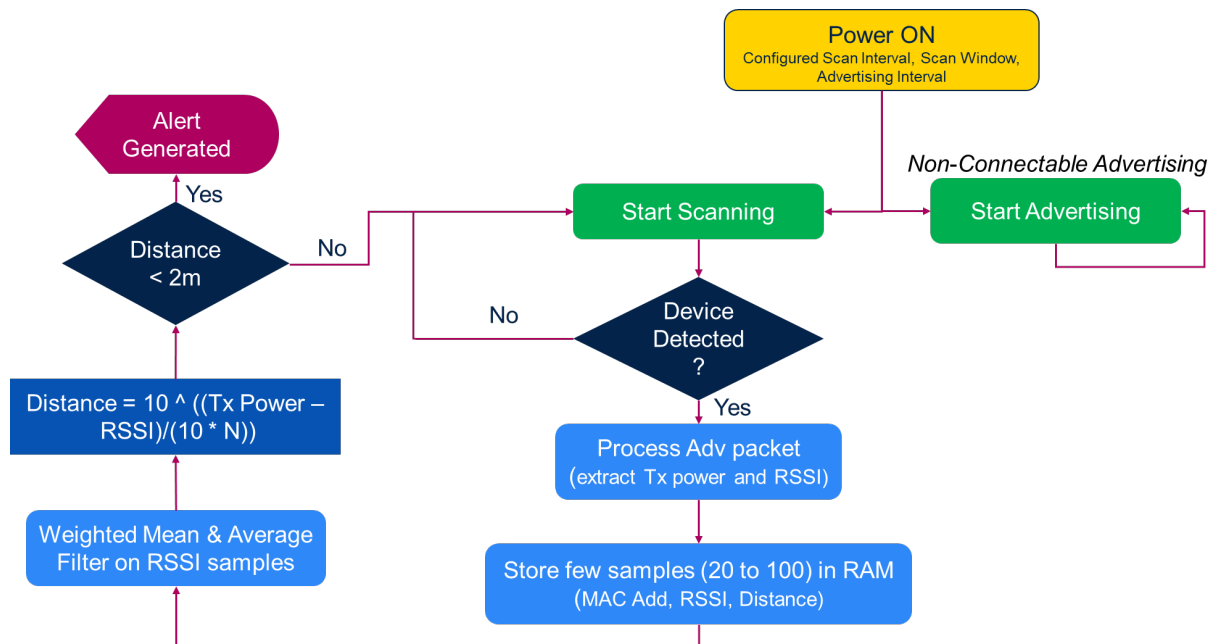 Power ON
Configured Scan Interval, Scan Window,
Advertising Interval
Alert
Generated
Non-Connectable Advertising
Yes
Start Scanning
Start Advertising
Distance
< 2m
No
Device
Detected
?
No
Yes
Distance = 10 ^ ((Tx Power –
RSSI)/(10 * N))
Process Adv packet
(extract Tx power and RSSI)
Weighted Mean & Average
Filter on RSSI samples
Store few samples (20 to 100) in RAM
(MAC Add, RSSI, Distance)